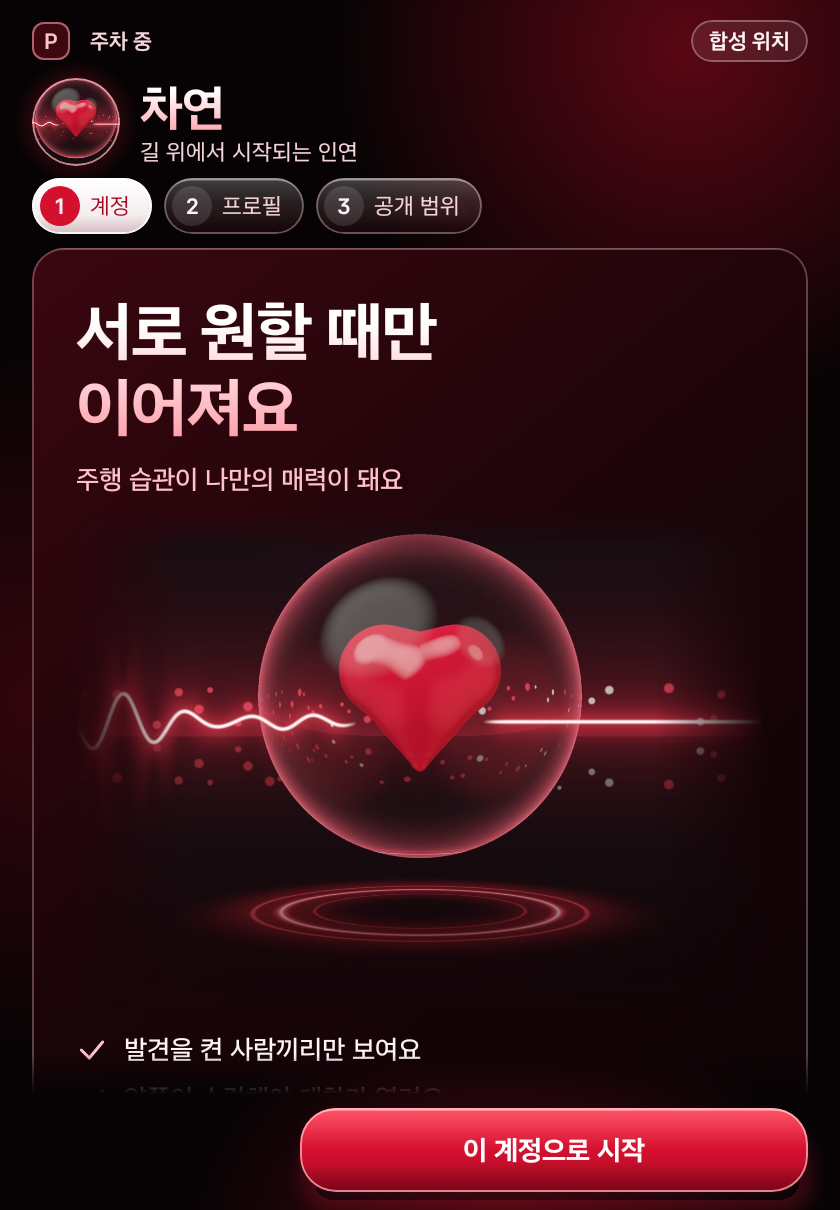 P 주차 중
합성 위치
차연
길 위에서 시작되는 인연
1 계정
2 프로필
3 공개 범위
서로 원할 때만
이어져요
주행 습관이 나만의 매력이 돼요
발견을 켠 사람끼리만 보여요
이 계정으로 시작